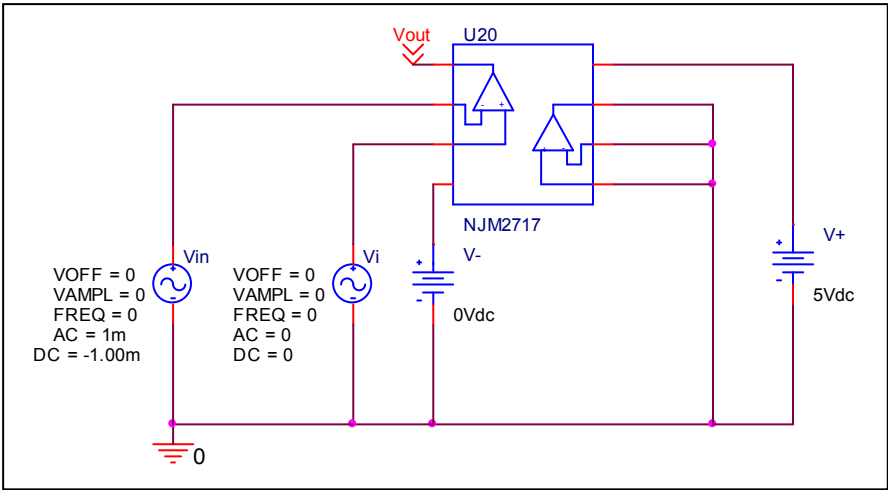 Vout
U20
- +
+ -
NJM2717
V+
+
-
5Vdc
V-
+
-
0Vdc
Vin
+
-
VOFF = 0
VAMPL = 0
FREQ = 0
AC = 1m
DC = -1.00m
Vi
+
-
VOFF = 0
VAMPL = 0
FREQ = 0
AC = 0
DC = 0
0